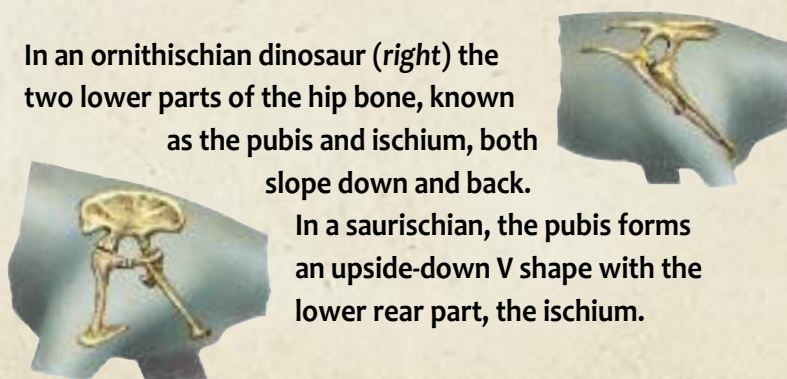 In an ornithischian dinosaur (right) the
two lower parts of the hip bone, known
as the pubis and ischium, both
slope down and back.
In a saurischian, the pubis forms
an upside-down V shape with the
lower rear part, the ischium.